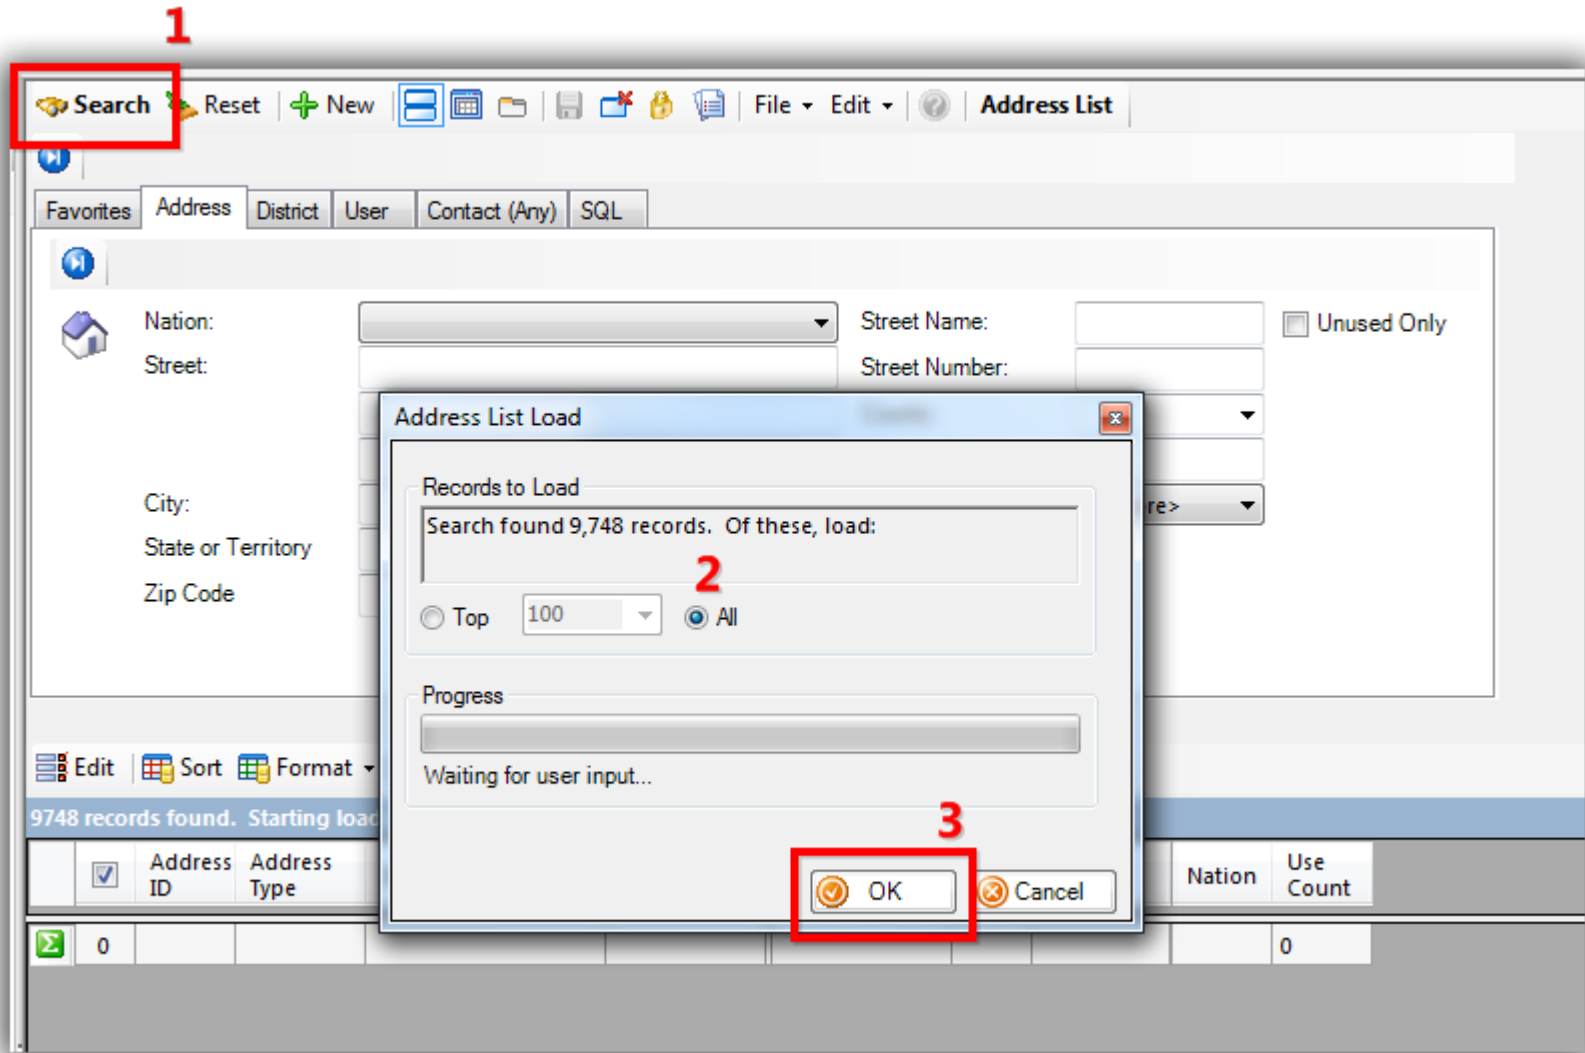 1
Search Reset New File Edit Address List
Favorites Address District User Contact (Any) SQL
Nation: Street Name: Unused Only
Street: Street Number:
Address List Load
Records to Load
Search found 9,748 records. Of these, load:
City: re>
State or Territory
2
Zip Code
Top 100 All
Progress
Waiting for user input...
Edit Sort Format
9748 records found. Starting load
3
Address ID Address Type Nation Use Count
OK Cancel
0 0